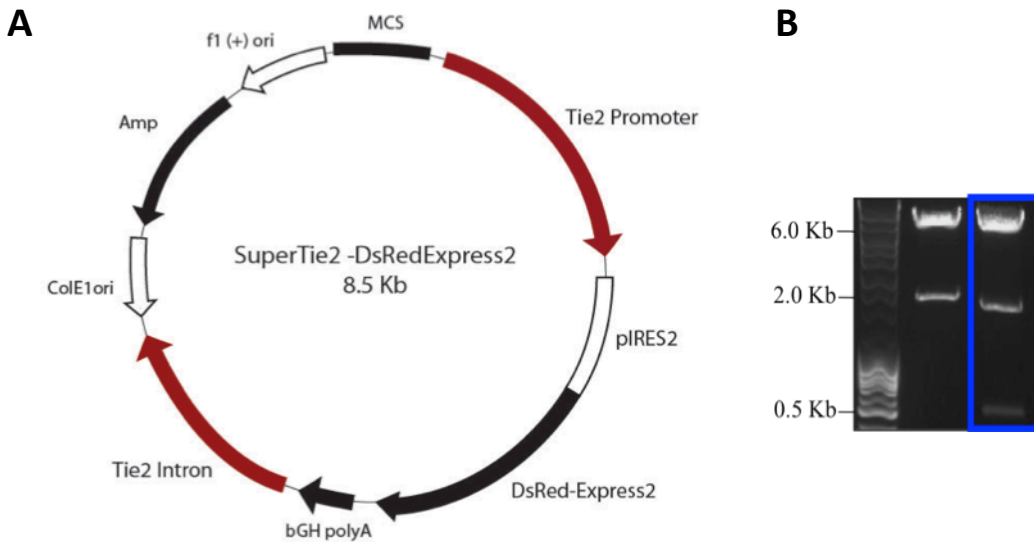 A
B
MCS
f1 (+) ori
Amp
Tie2 Promoter
SuperTie2 -DsRedExpress2
8.5 Kb
ColE1ori
pIRES2
Tie2 Intron
DsRed-Express2
bGH polyA
6.0 Kb
2.0 Kb
0.5 Kb